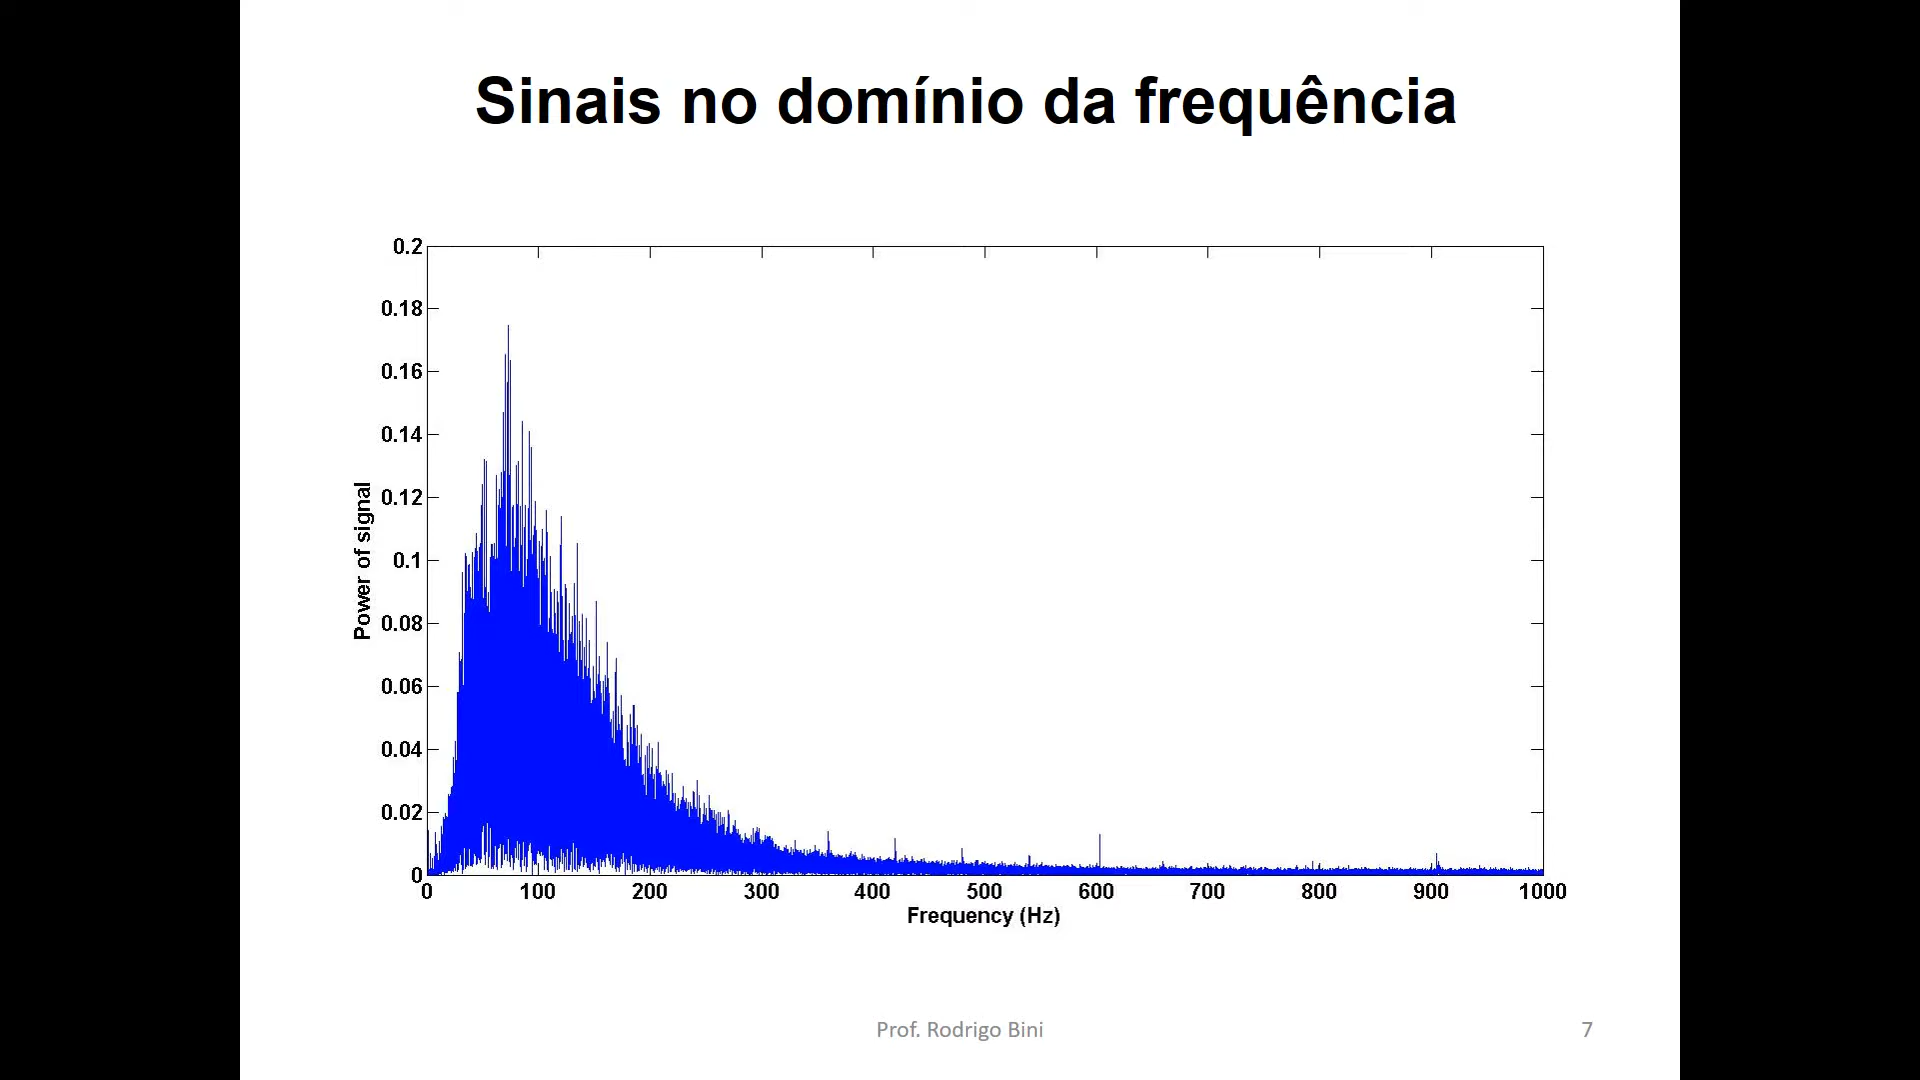 Sinais no domínio da frequência
0.2
0.18
0.16
0.14
0.12
0.1
0.08
0.06
0.04
0.02
0
Power of signal
0 100 200 300 400 500 600 700 800 900 1000
Frequency (Hz)
Prof. Rodrigo Bini
7